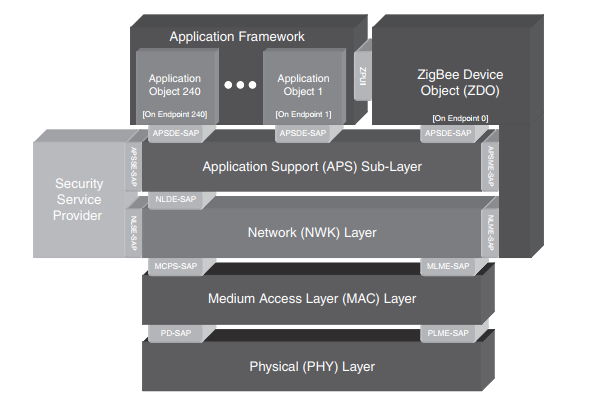 Application Framework
Application
Object 240
[On Endpoint 240]
Application
Object 1
[On Endpoint 1]
ZPUI
ZigBee Device
Object (ZDO)
[On Endpoint 0]
APSDE-SAP
APSDE-SAP
APSDE-SAP
Security
Service
Provider
APSSE-SAP
Application Support (APS) Sub-Layer
APSME-SAP
NLDE-SAP
NLSE-SAP
Network (NWK) Layer
NLME-SAP
MCPS-SAP
MLME-SAP
Medium Access Layer (MAC) Layer
PD-SAP
PLME-SAP
Physical (PHY) Layer